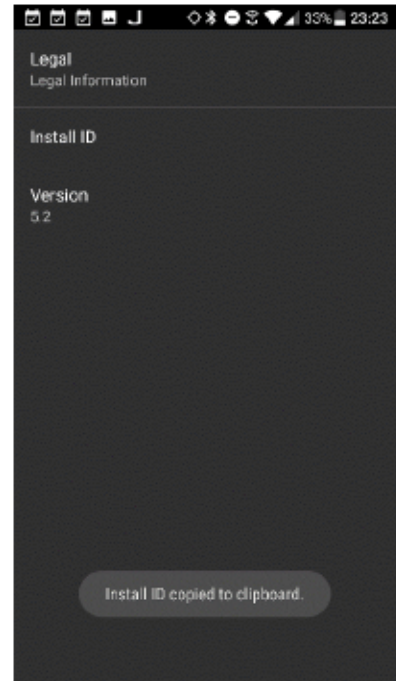 33% 23:23
Legal
Legal Information
Install ID
Version
5.2
Install ID copied to clipboard.